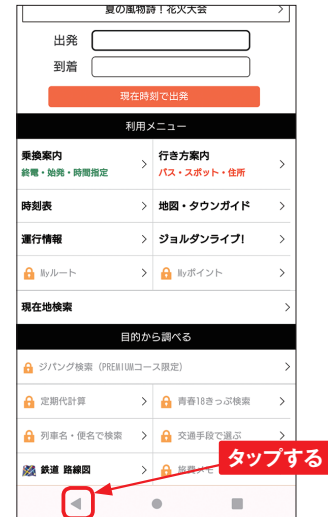 夏の風物詩！花火大会
出発
到着
現在時刻で出発
利用メニュー
乗換案内
終電・始発・時間指定
行き方案内
バス・スポット・住所
時刻表
地図・タウンガイド
運行情報
ジョルダンライブ!
Myルート
Myポイント
現在地検索
目的から調べる
ジパング検索（PREMIUMコース限定）
定期代計算
青春18きっぷ検索
列車名・便名で検索
交通手段で選ぶ
鉄道 路線図
旅費メモ
タップする